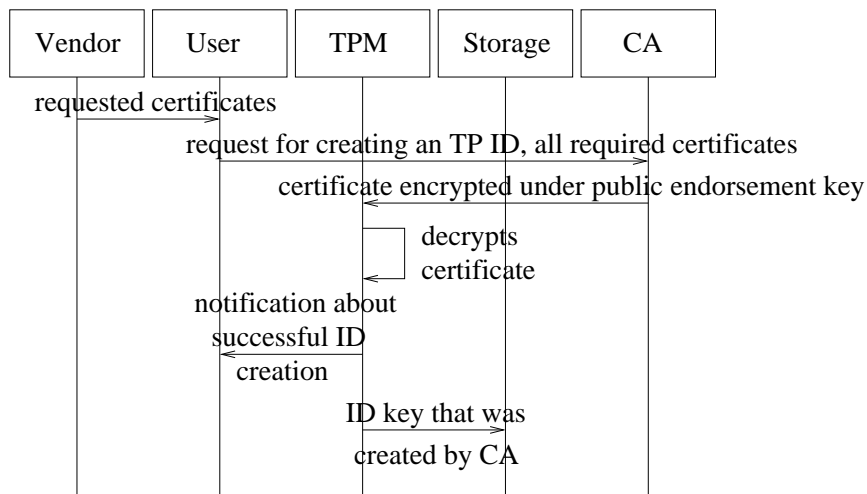 Vendor
User
TPM
Storage
CA
requested certificates
request for creating an TP ID, all required certificates
certificate encrypted under public endorsement key
decrypts
certificate
notification about
successful ID
creation
ID key that was
created by CA